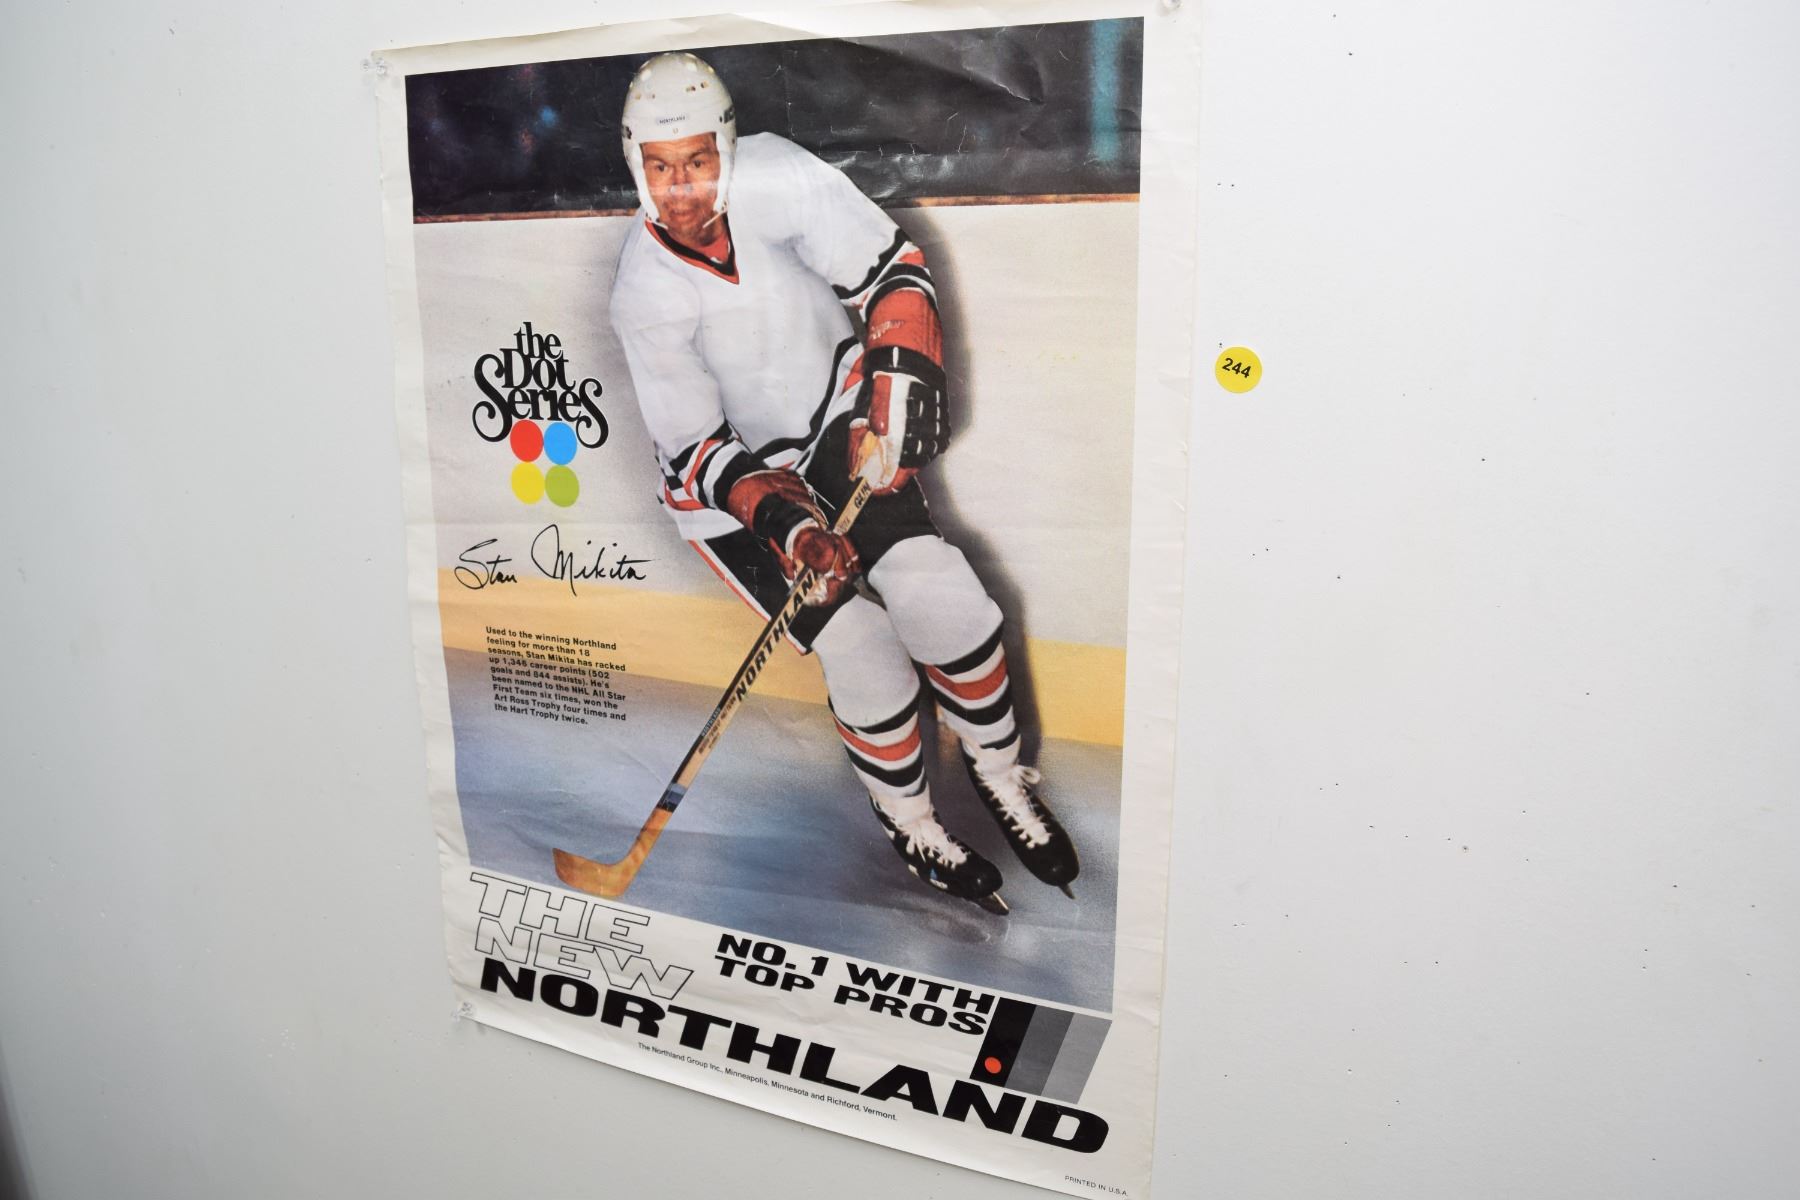 NORTHLAND
the
Dot
Series
244
Stan Mikita
NORTHLAND
Used to the winning Northland
feeling for more than 18
seasons, Stan Mikita has racked
up 1,346 career points (502
goals and 844 assists). He's
been named to the NHL All Star
First Team six times, won the
Art Ross Trophy four times and
the Hart Trophy twice.
THE
NEW
NORTHLAND
NO. 1 WITH
TOP PROS
The Northland Group Inc., Minneapolis, Minnesota and Richford, Vermont.
PRINTED IN U.S.A.